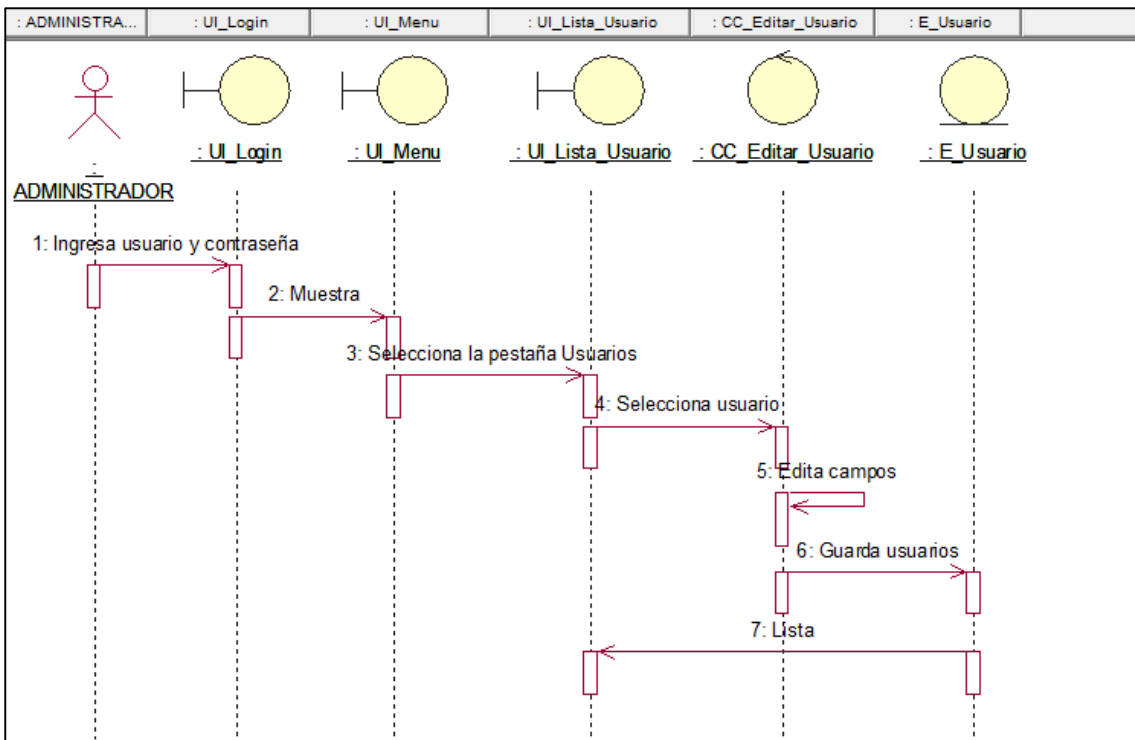 : ADMINISTRA...
: UI_Login
: UI_Menu
: UI_Lista_Usuario
: CC_Editar_Usuario
: E_Usuario
: UI_Login
: UI_Menu
: UI_Lista_Usuario
: CC_Editar_Usuario
: E_Usuario
:
ADMINISTRADOR
1: Ingresa usuario y contraseña
2: Muestra
3: Selecciona la pestaña Usuarios
4: Selecciona usuario
5: Edita campos
6: Guarda usuarios
7: Lista